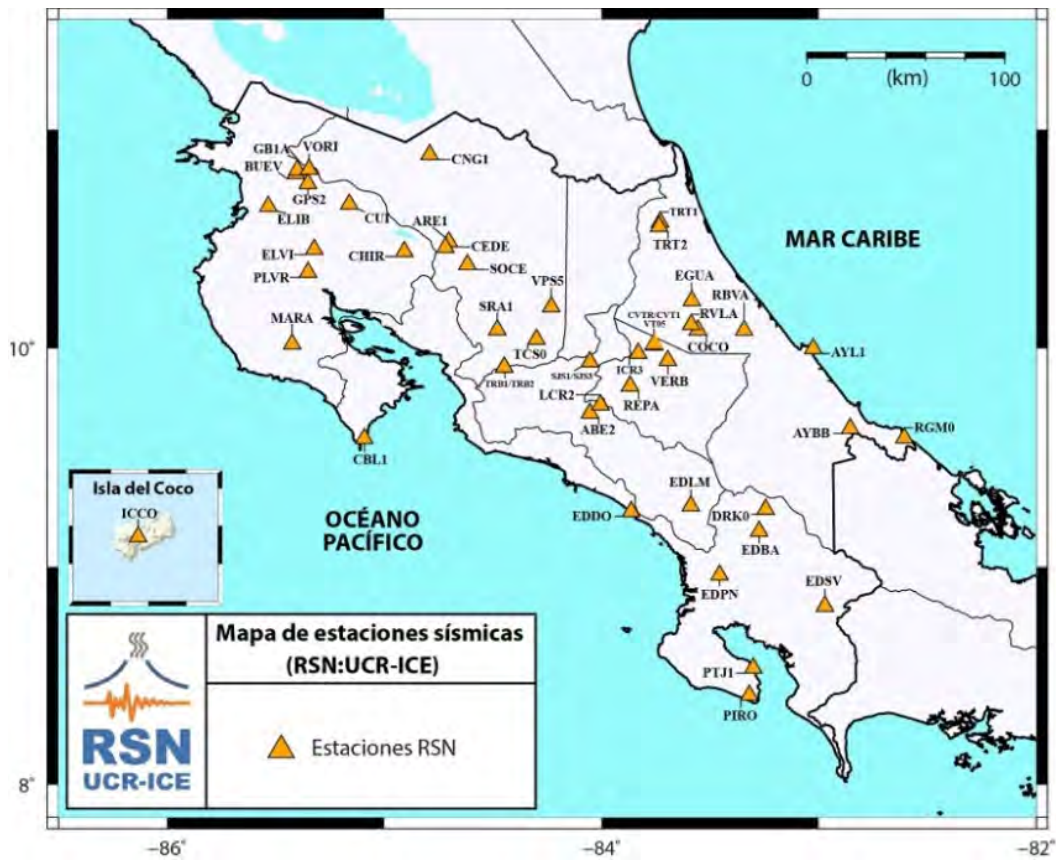 0 (km) 100
GB1A
VORI
BUEV
GPS2
CNG1
ELIB
CUI
ARE1
CEDE
ELVI
CHIR
SOCE
PLVR
VPS5
MARA
SRA1
TCS0
TRB1/TRB2
TRT1
TRT2
MAR CARIBE
EGUA
RBVA
CVTR/CVT1
VT05
RVLA
COCO
SJS1/SJS3
ICR3
VERB
LCR2
REPA
ABE2
AYL1
10°
CBL1
AYBB
RGM0
Isla del Coco
ICCO
OCÉANO
PACÍFICO
EDLM
EDDO
DRK0
EDBA
EDPN
EDSV
PTJ1
PIRO
Mapa de estaciones sísmicas
(RSN:UCR-ICE)
RSN
UCR-ICE
Estaciones RSN
8°
−86°
−84°
−82°